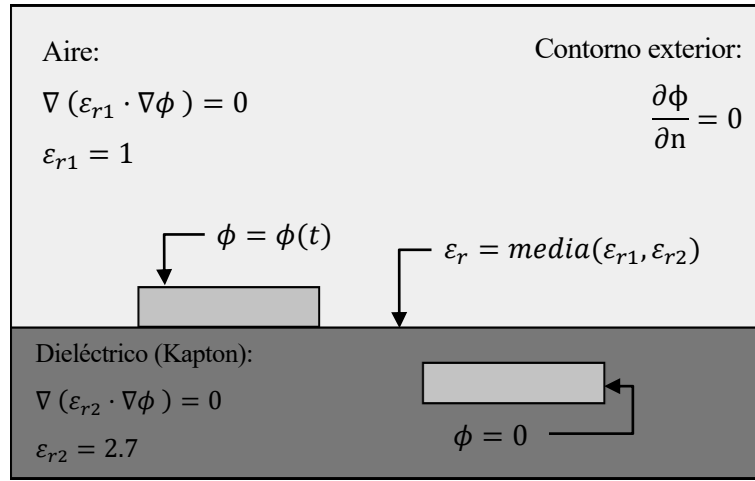 Aire:
∇ (ε_{r1} · ∇ϕ ) = 0
ε_{r1} = 1
Contorno exterior:
∂ϕ/∂n = 0
ϕ = ϕ(t)
ε_r = media(ε_{r1}, ε_{r2})
Dieléctrico (Kapton):
∇ (ε_{r2} · ∇ϕ ) = 0
ε_{r2} = 2.7
ϕ = 0